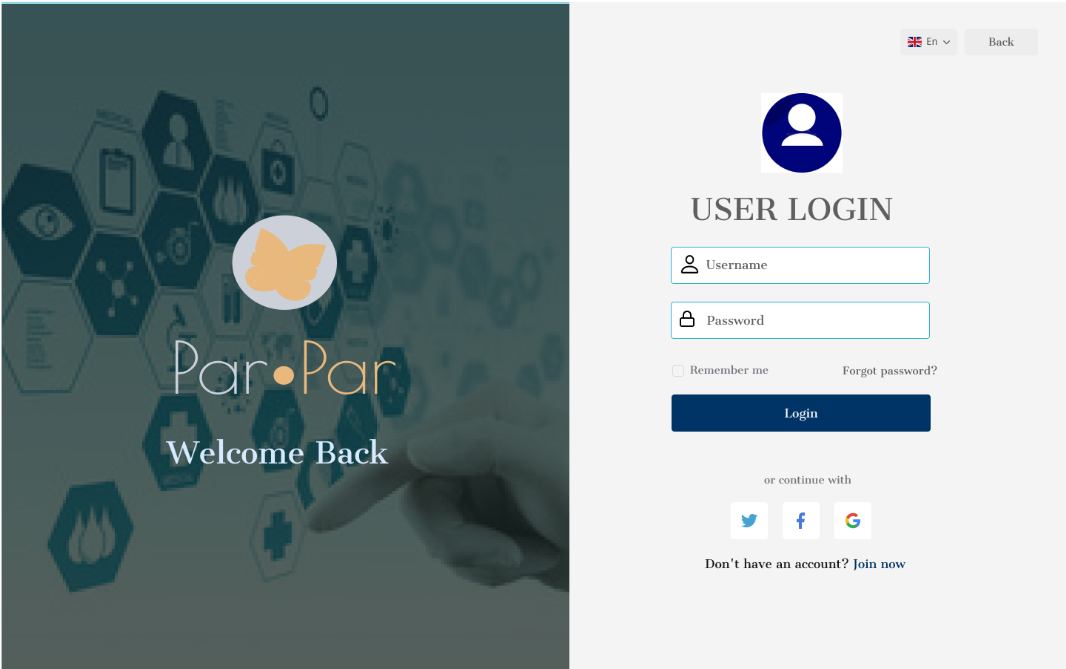 En
Back
USER LOGIN
Username
Password
Remember me
Forgot password?
Login
or continue with
Don't have an account? Join now
Par•Par
Welcome Back
MEDICAL